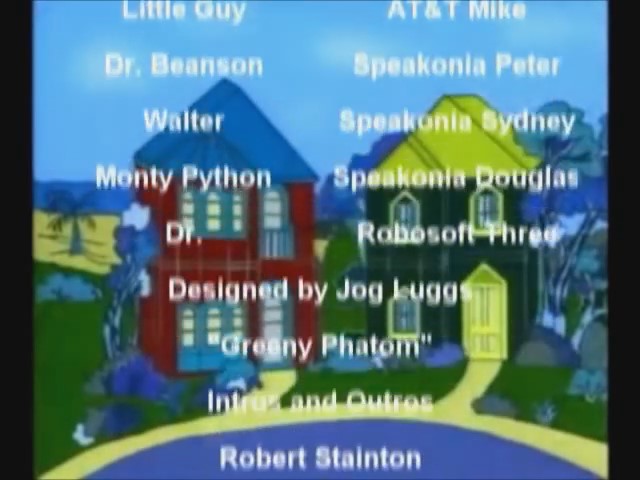 Little Guy AT&T Mike
Dr. Beanson Speakonia Peter
Walter Speakonia Sydney
Monty Python Speakonia Douglas
Dr. Robosoft Three
Designed by Jog Luggs
"Greeny Phatom"
Intros and Outros
Robert Stainton